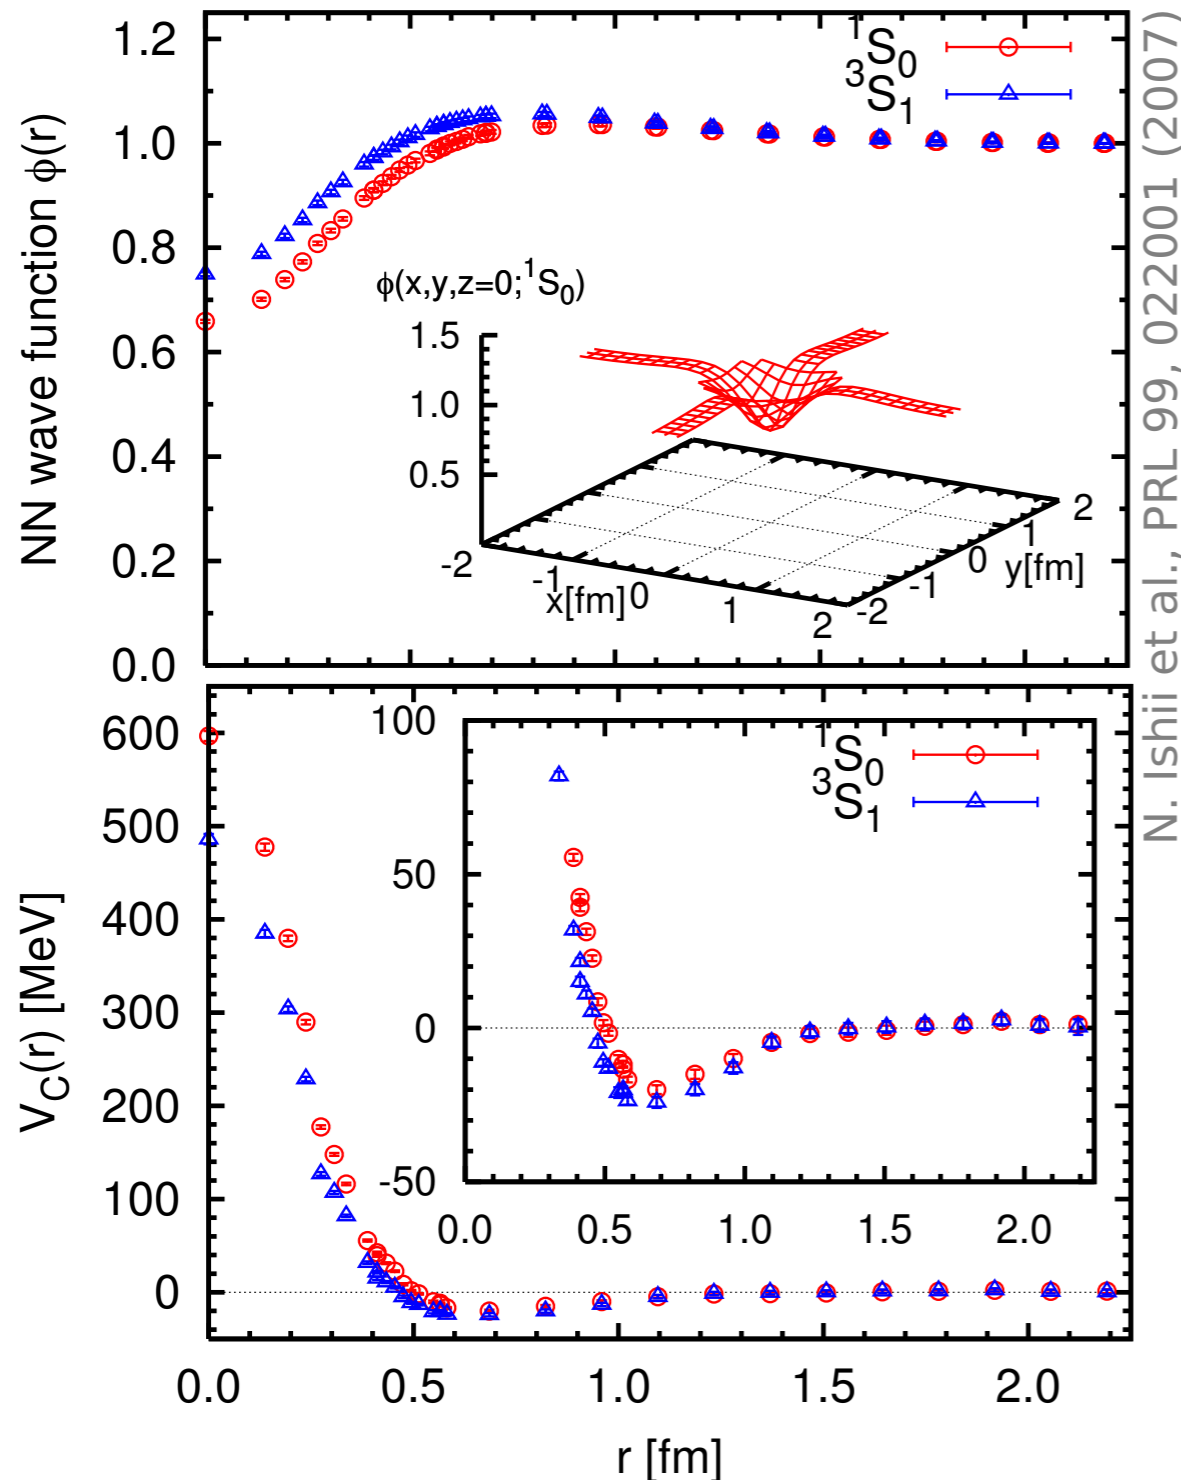 1.2
1.0
0.8
0.6
0.4
0.2
0.0
NN wave function ϕ(r)
¹S₀
³S₁
ϕ(x,y,z=0;¹S₀)
1.5
1.0
0.5
-2
-1
0
1
2
x[fm]
-2
-1
0
1
2
y[fm]
600
500
400
300
200
100
0
V_C(r) [MeV]
100
50
0
-50
0.0 0.5 1.0 1.5 2.0
¹S₀
³S₁
0.0 0.5 1.0 1.5 2.0
r [fm]
N. Ishii et al., PRL 99, 022001 (2007)